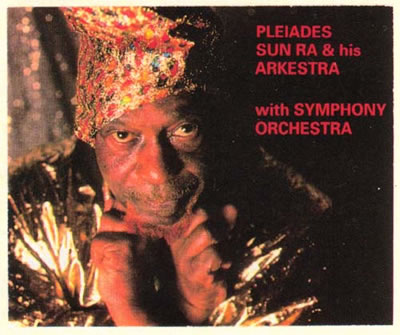 PLEIADES
SUN RA & his
ARKESTRA
with SYMPHONY
ORCHESTRA